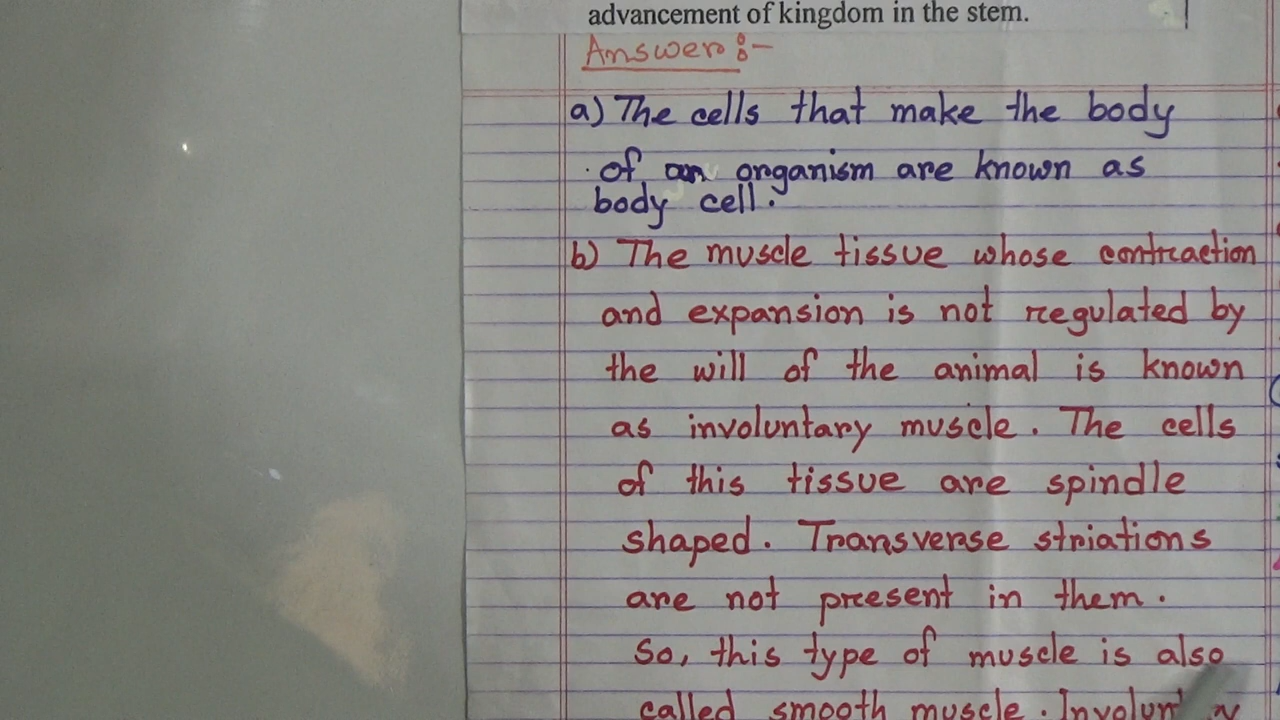 advancement of kingdom in the stem.
Answer :-
a) The cells that make the body
of an organism are known as
body cell.
b) The muscle tissue whose contraction
and expansion is not regulated by
the will of the animal is known
as involuntary muscle. The cells
of this tissue are spindle
shaped. Transverse striations
are not present in them.
So, this type of muscle is also
called smooth muscle.